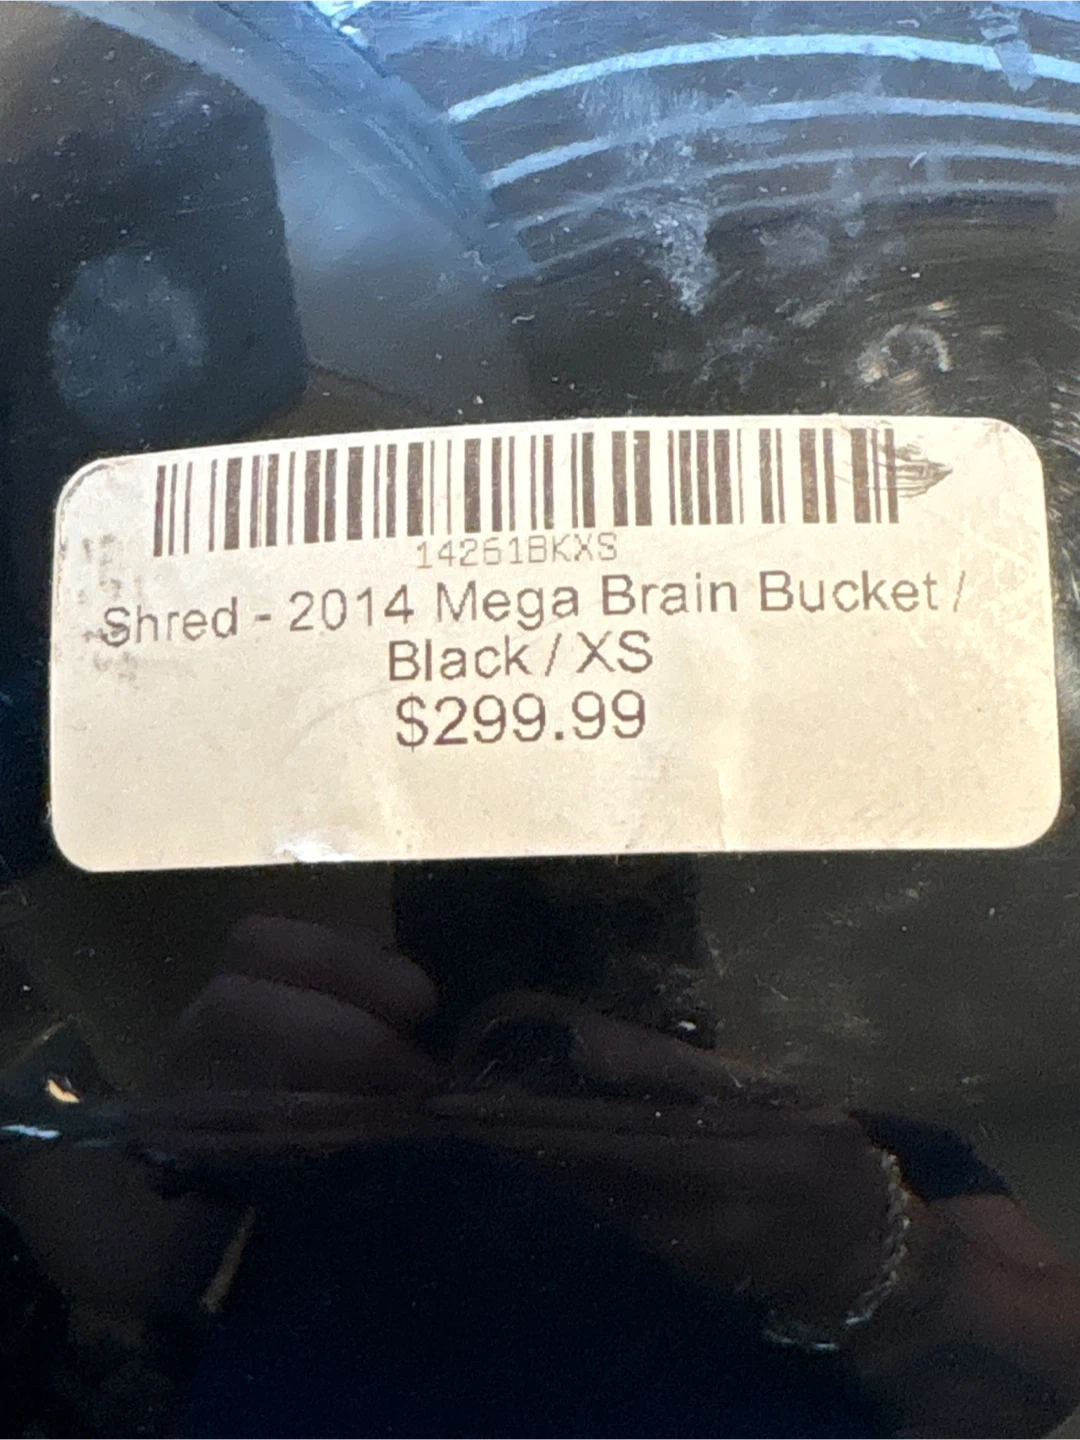 14261BKXS
Shred - 2014 Mega Brain Bucket /
Black / XS
$299.99